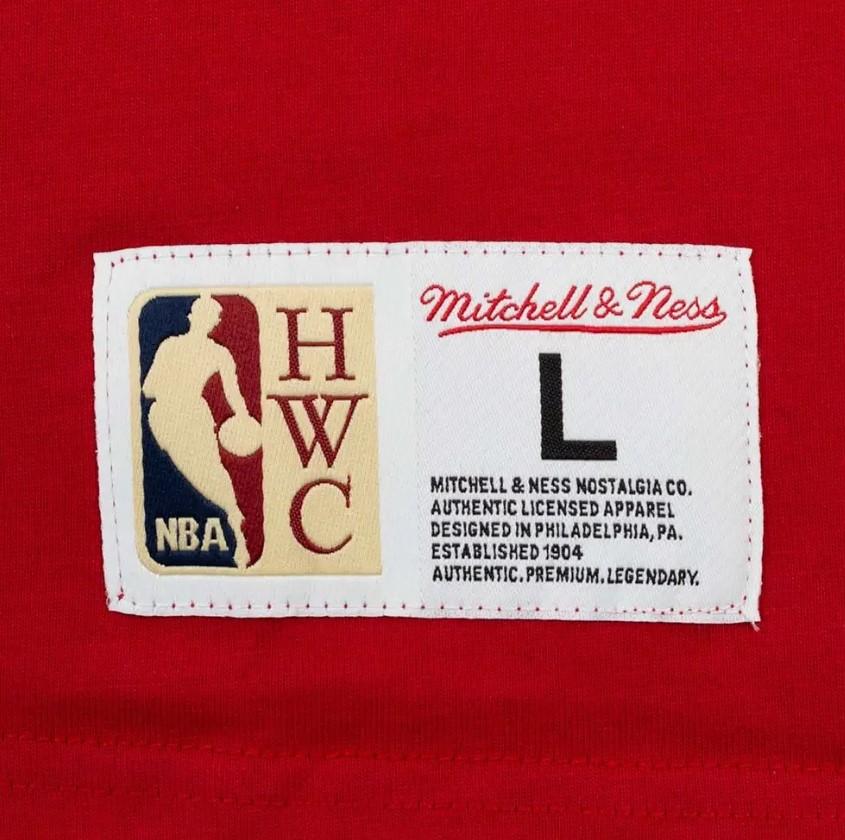 NBA
H
W
C
Mitchell & Ness
L
MITCHELL & NESS NOSTALGIA CO.
AUTHENTIC LICENSED APPAREL
DESIGNED IN PHILADELPHIA, PA.
ESTABLISHED 1904
AUTHENTIC. PREMIUM. LEGENDARY.